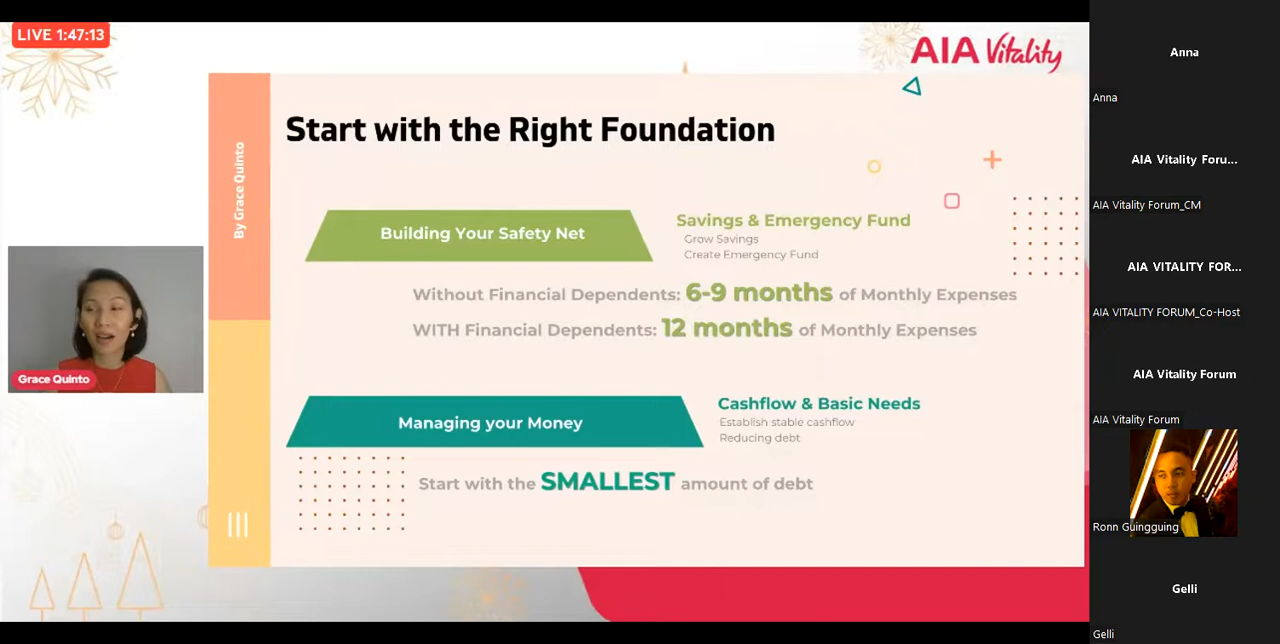 LIVE 1:47:13
AIA Vitality
Start with the Right Foundation
By Grace Quinto
Building Your Safety Net
Savings & Emergency Fund
Grow Savings
Create Emergency Fund
Without Financial Dependents: 6-9 months of Monthly Expenses
WITH Financial Dependents: 12 months of Monthly Expenses
Grace Quinto
Managing your Money
Cashflow & Basic Needs
Establish stable cashflow
Reducing debt
Start with the SMALLEST amount of debt
Anna
Anna
AIA Vitality Foru...
AIA Vitality Forum_CM
AIA VITALITY FOR...
AIA VITALITY FORUM_Co-Host
AIA Vitality Forum
AIA Vitality Forum
Ronn Guingguing
Gelli
Gelli